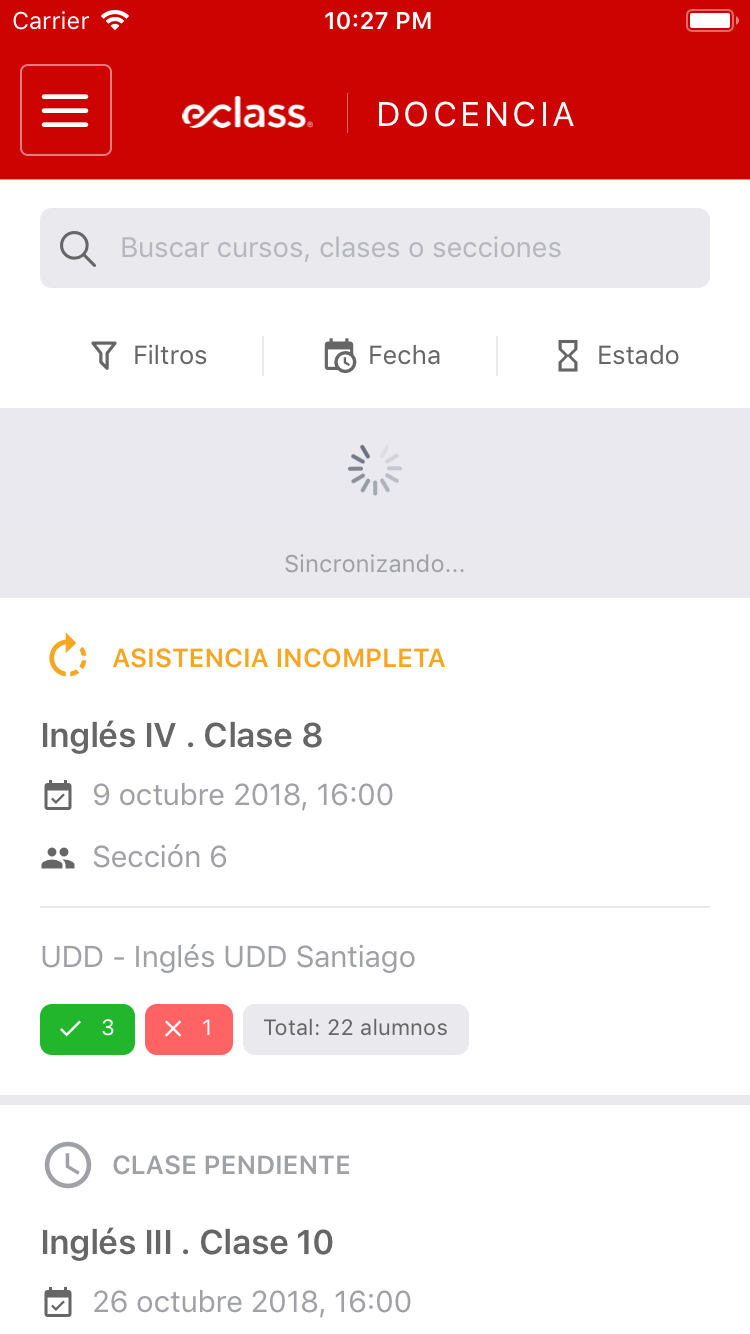 Carrier 10:27 PM
eclass. DOCENCIA
Buscar cursos, clases o secciones
Filtros Fecha Estado
Sincronizando...
ASISTENCIA INCOMPLETA
Inglés IV . Clase 8
9 octubre 2018, 16:00
Sección 6
UDD - Inglés UDD Santiago
3 1 Total: 22 alumnos
CLASE PENDIENTE
Inglés III . Clase 10
26 octubre 2018, 16:00